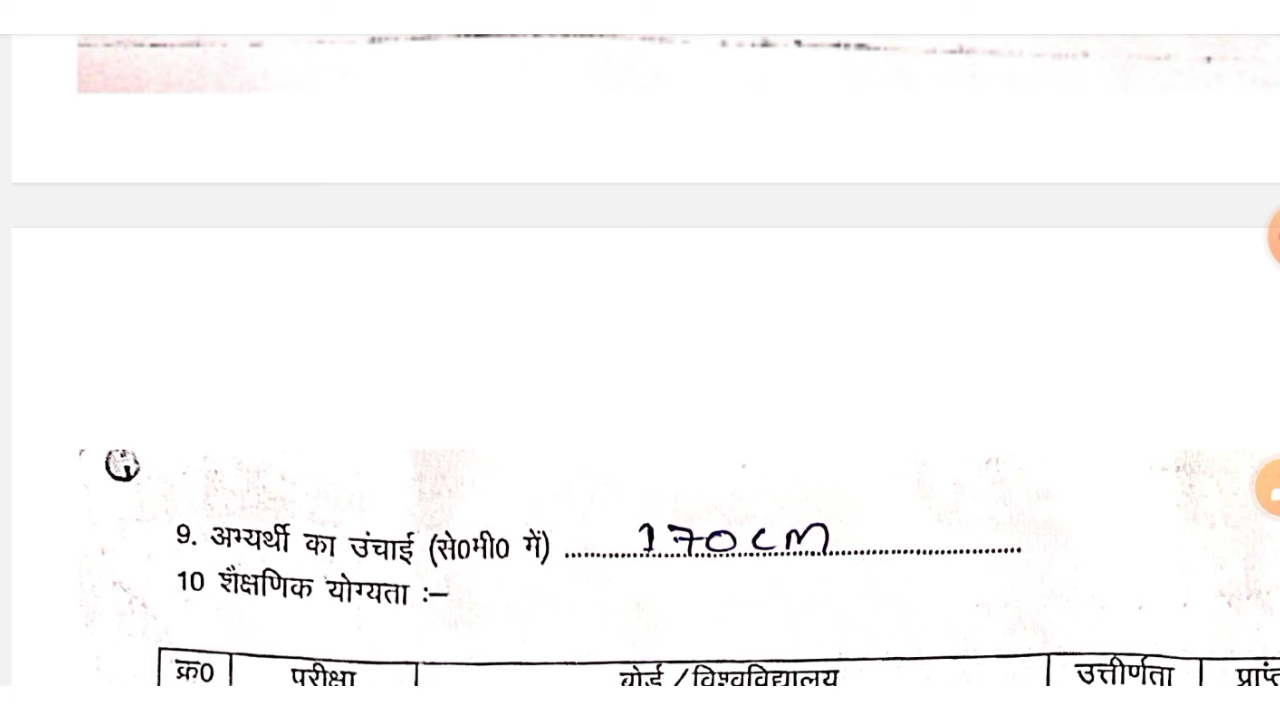 9. अभ्यर्थी का उंचाई (से0मी0 में) ........ 170 CM ........
10 शैक्षणिक योग्यता :–
क्र0 परीक्षा बोर्ड / विश्वविद्यालय उत्तीर्णता